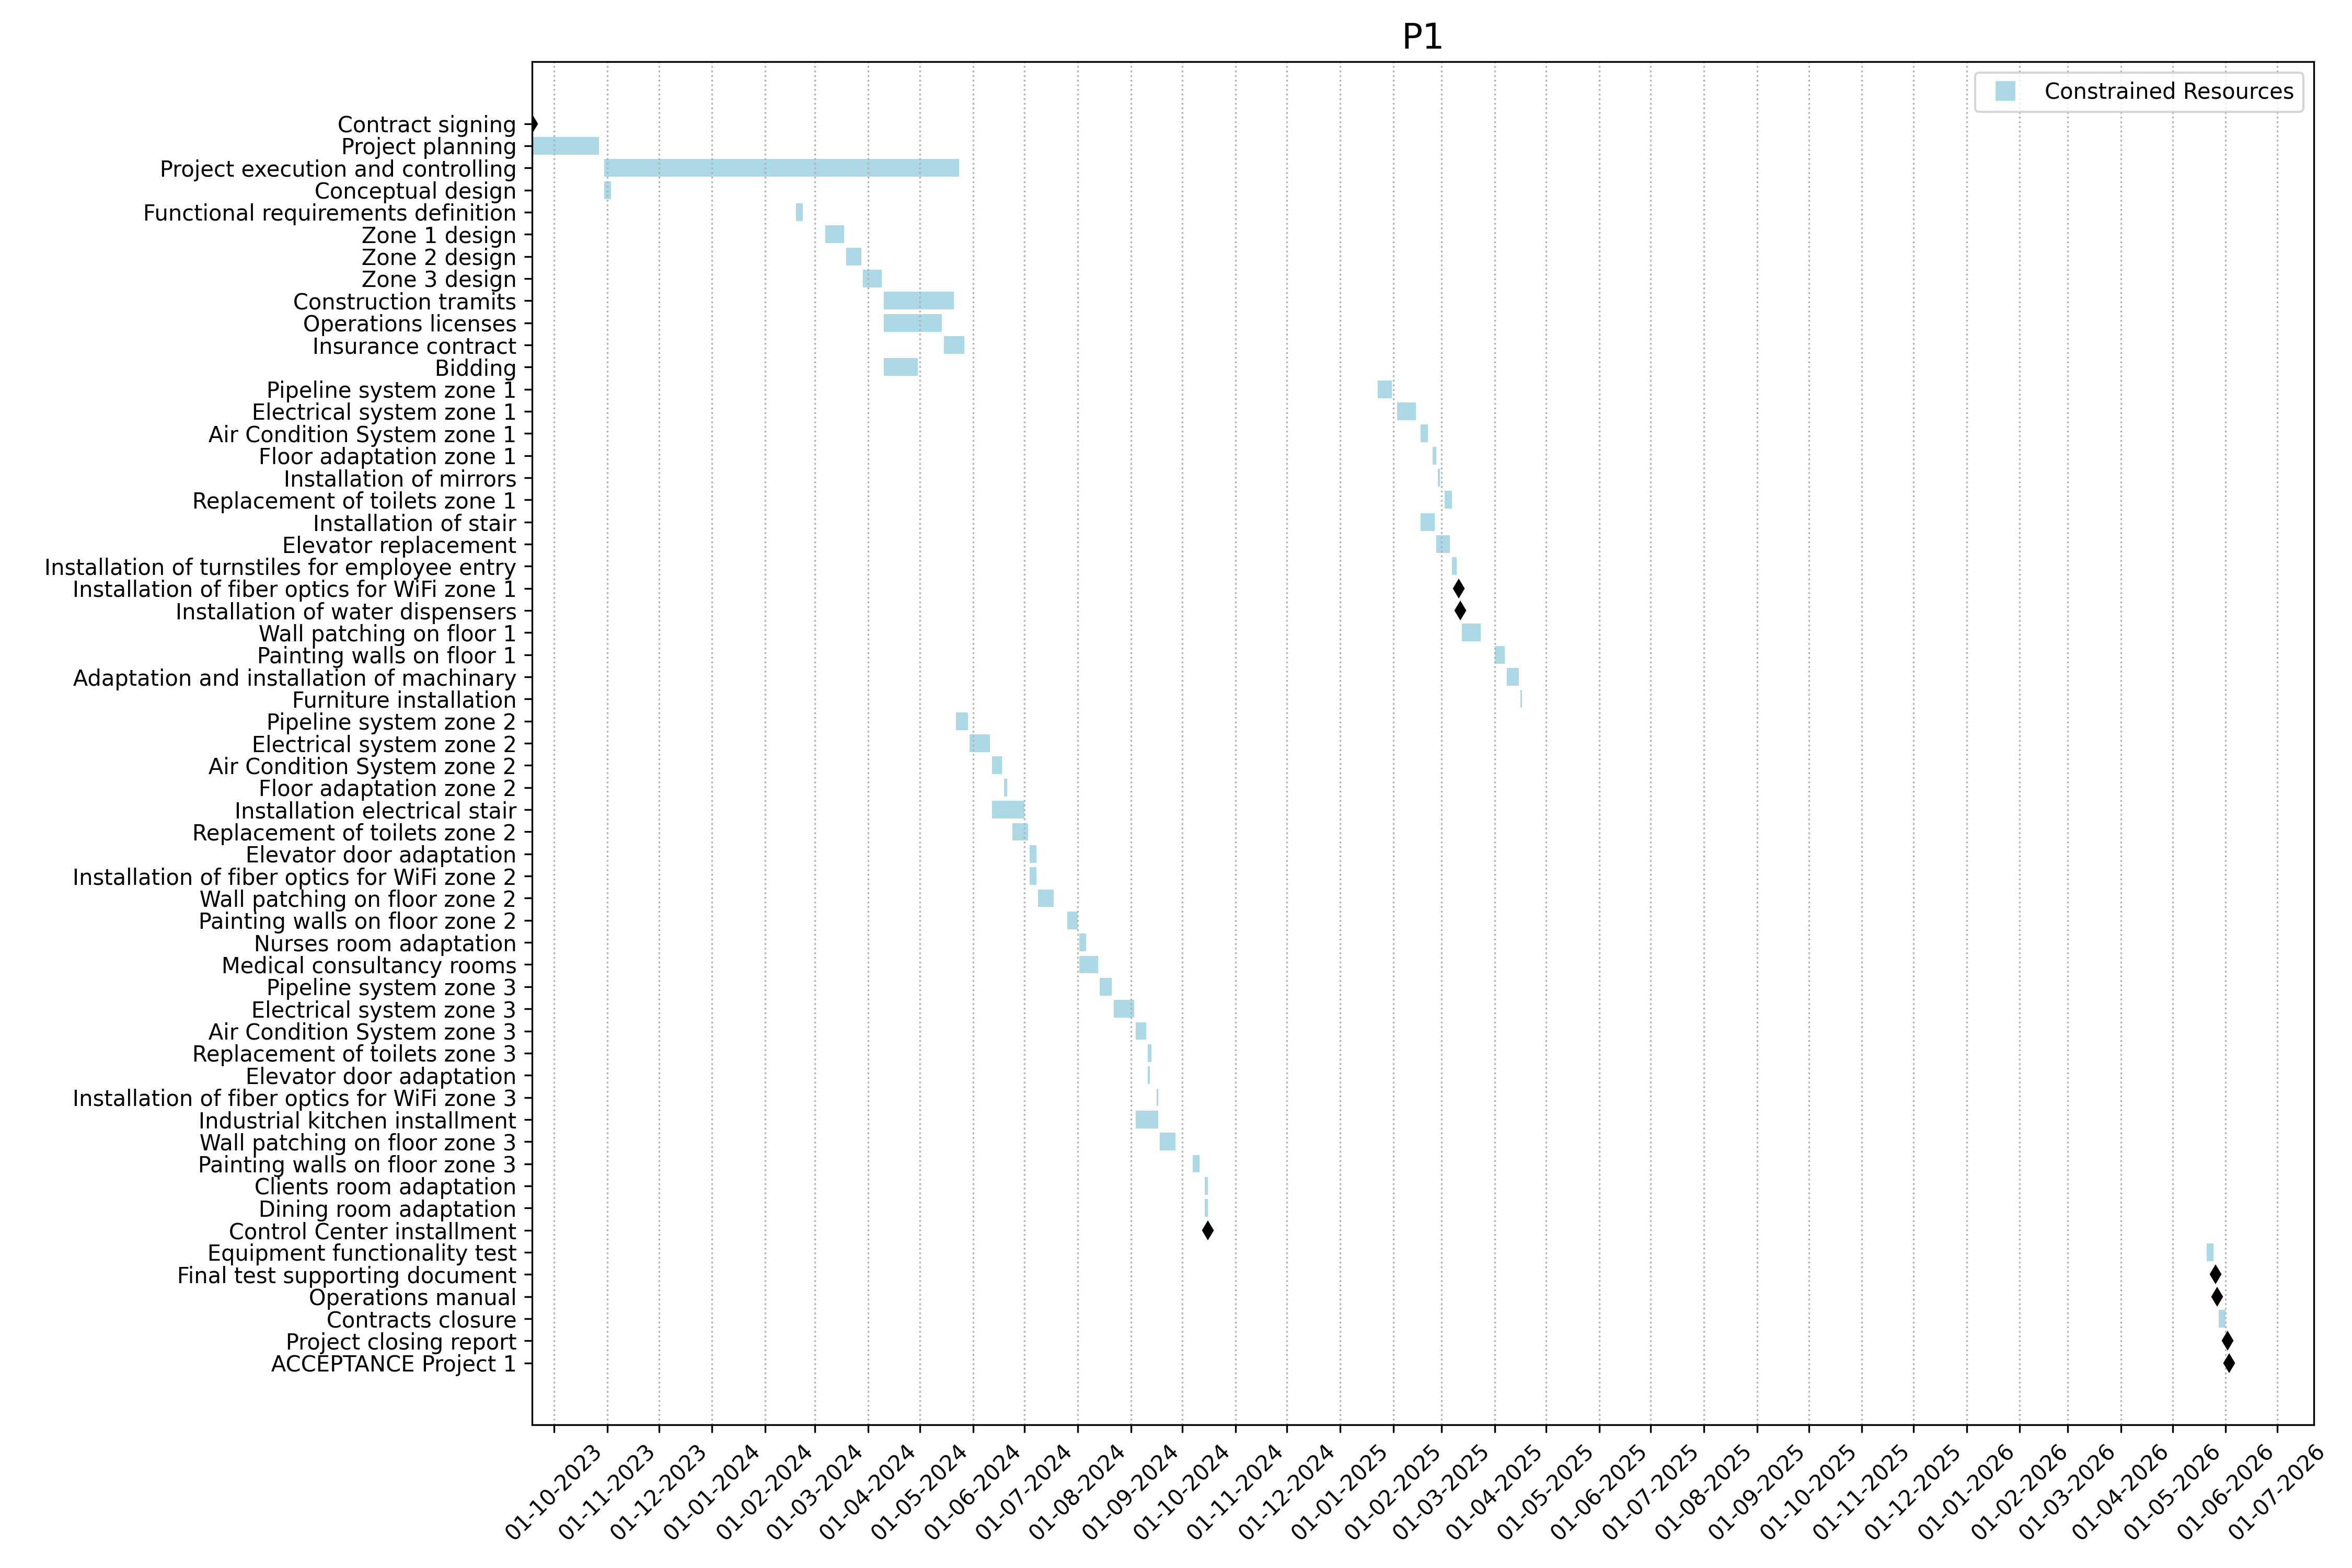 P1
Constrained Resources
Contract signing
Project planning
Project execution and controlling
Conceptual design
Functional requirements definition
Zone 1 design
Zone 2 design
Zone 3 design
Construction tramits
Operations licenses
Insurance contract
Bidding
Pipeline system zone 1
Electrical system zone 1
Air Condition System zone 1
Floor adaptation zone 1
Installation of mirrors
Replacement of toilets zone 1
Installation of stair
Elevator replacement
Installation of turnstiles for employee entry
Installation of fiber optics for WiFi zone 1
Installation of water dispensers
Wall patching on floor 1
Painting walls on floor 1
Adaptation and installation of machinary
Furniture installation
Pipeline system zone 2
Electrical system zone 2
Air Condition System zone 2
Floor adaptation zone 2
Installation electrical stair
Replacement of toilets zone 2
Elevator door adaptation
Installation of fiber optics for WiFi zone 2
Wall patching on floor zone 2
Painting walls on floor zone 2
Nurses room adaptation
Medical consultancy rooms
Pipeline system zone 3
Electrical system zone 3
Air Condition System zone 3
Replacement of toilets zone 3
Elevator door adaptation
Installation of fiber optics for WiFi zone 3
Industrial kitchen installment
Wall patching on floor zone 3
Painting walls on floor zone 3
Clients room adaptation
Dining room adaptation
Control Center installment
Equipment functionality test
Final test supporting document
Operations manual
Contracts closure
Project closing report
ACCEPTANCE Project 1
01-10-2023
01-11-2023
01-12-2023
01-01-2024
01-02-2024
01-03-2024
01-04-2024
01-05-2024
01-06-2024
01-07-2024
01-08-2024
01-09-2024
01-10-2024
01-11-2024
01-12-2024
01-01-2025
01-02-2025
01-03-2025
01-04-2025
01-05-2025
01-06-2025
01-07-2025
01-08-2025
01-09-2025
01-10-2025
01-11-2025
01-12-2025
01-01-2026
01-02-2026
01-03-2026
01-04-2026
01-05-2026
01-06-2026
01-07-2026